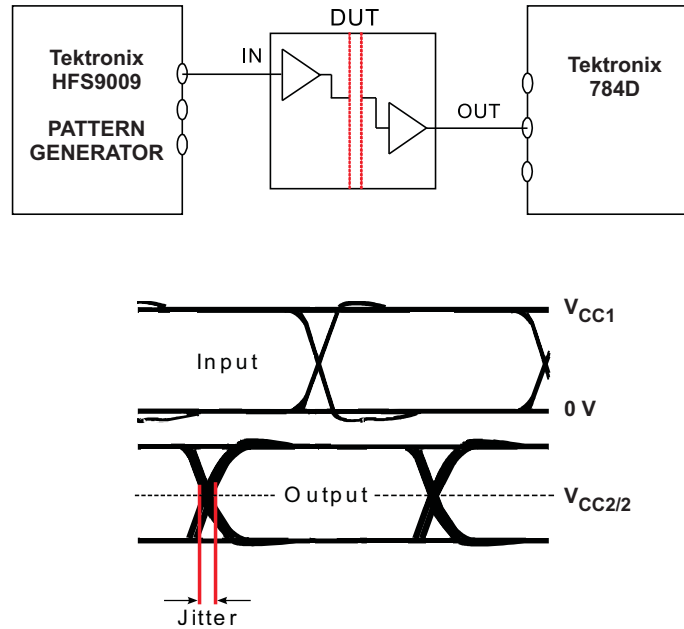 DUT
Tektronix
HFS9009
PATTERN
GENERATOR
IN
OUT
Tektronix
784D
VCC1
Input
0 V
Output
VCC2/2
Jitter